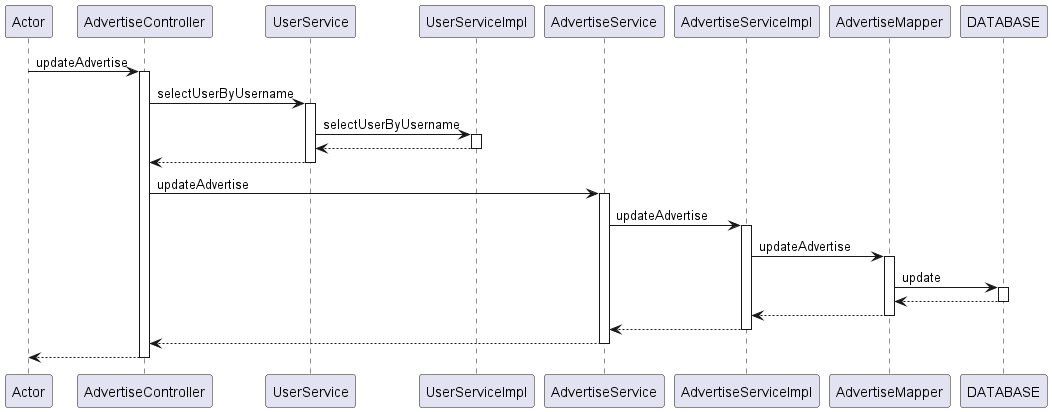 Actor AdvertiseController UserService UserServiceImpl AdvertiseService AdvertiseServiceImpl AdvertiseMapper DATABASE
updateAdvertise
selectUserByUsername
selectUserByUsername
updateAdvertise
updateAdvertise
updateAdvertise
update
Actor AdvertiseController UserService UserServiceImpl AdvertiseService AdvertiseServiceImpl AdvertiseMapper DATABASE